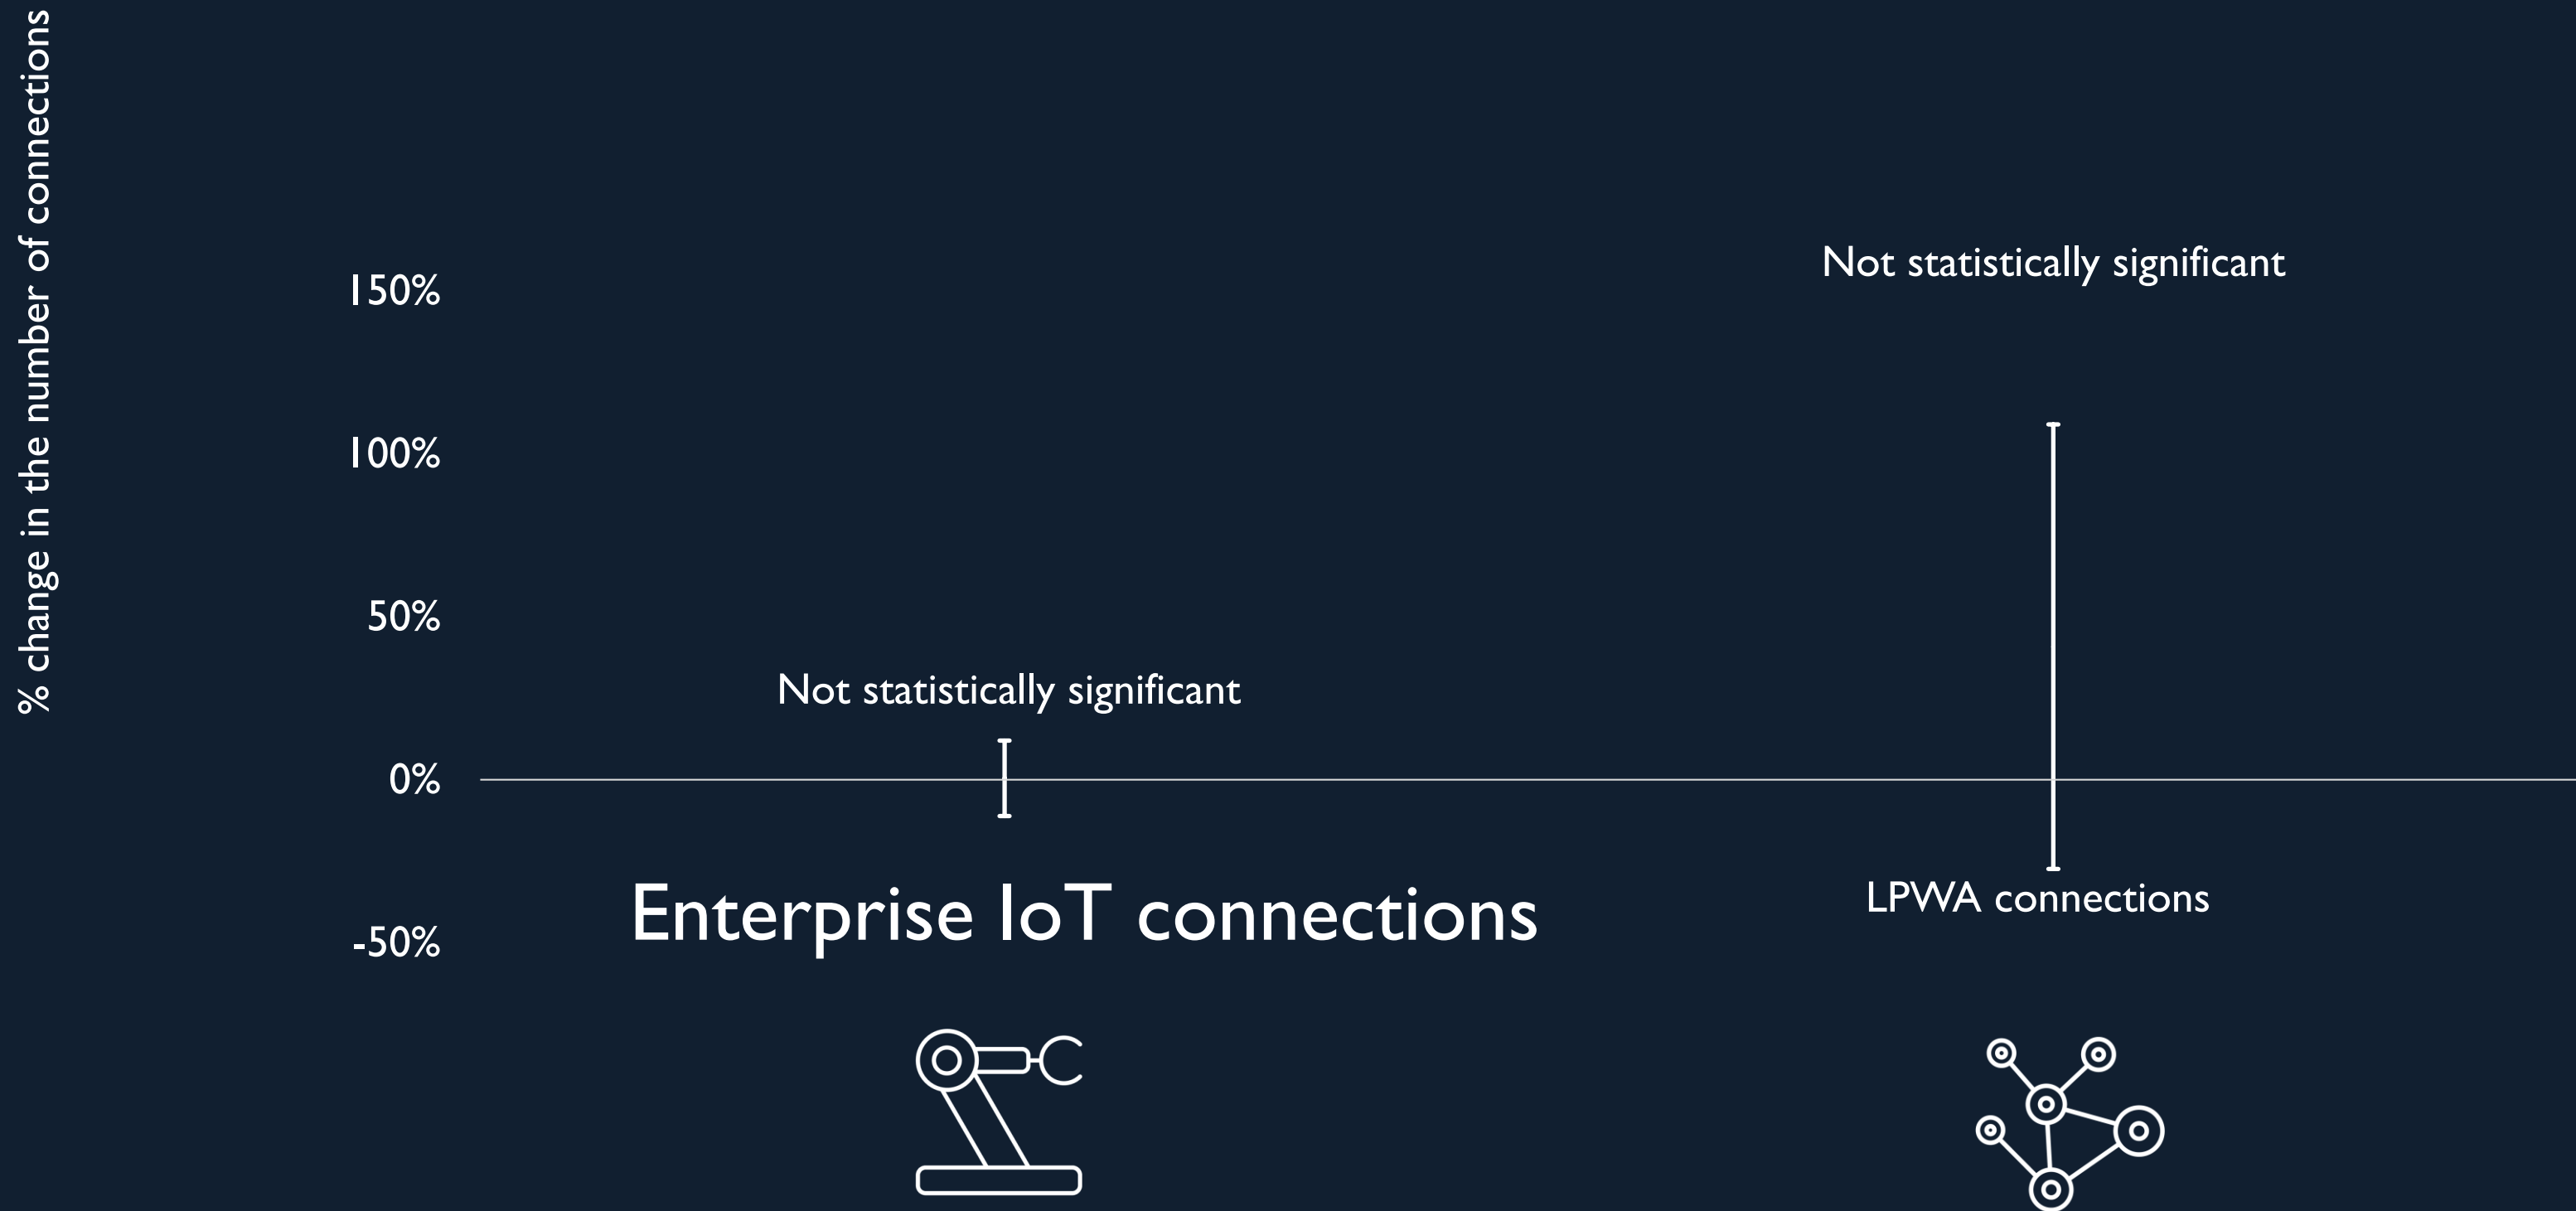 % change in the number of connections
150%
Not statistically significant
100%
50%
Not statistically significant
0%
Enterprise IoT connections
LPWA connections
-50%